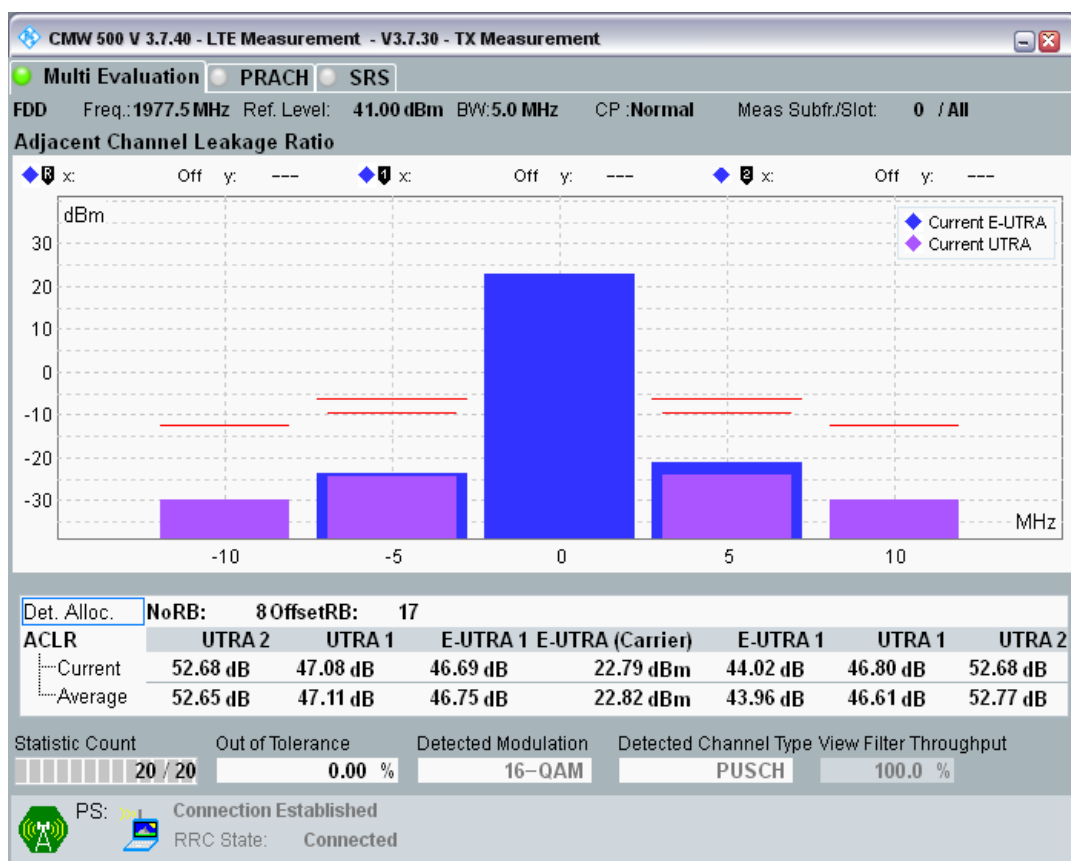 CMW 500 V 3.7.40 - LTE Measurement - V3.7.30 - TX Measurement
Multi Evaluation PRACH SRS
FDD Freq.: 1977.5 MHz Ref. Level: 41.00 dBm BW: 5.0 MHz CP : Normal Meas Subfr./Slot: 0 / All
Adjacent Channel Leakage Ratio
R x: Off y: --- 1 x: Off y: --- 2 x: Off y: ---
dBm
Current E-UTRA
Current UTRA
30
20
10
0
-10
-20
-30
MHz
-10 -5 0 5 10
Det. Alloc. NoRB: 8 OffsetRB: 17
ACLR UTRA 2 UTRA 1 E-UTRA 1 E-UTRA (Carrier) E-UTRA 1 UTRA 1 UTRA 2
Current 52.68 dB 47.08 dB 46.69 dB 22.79 dBm 44.02 dB 46.80 dB 52.68 dB
Average 52.65 dB 47.11 dB 46.75 dB 22.82 dBm 43.96 dB 46.61 dB 52.77 dB
Statistic Count Out of Tolerance Detected Modulation Detected Channel Type View Filter Throughput
20 / 20 0.00 % 16-QAM PUSCH 100.0 %
PS: Connection Established
RRC State: Connected